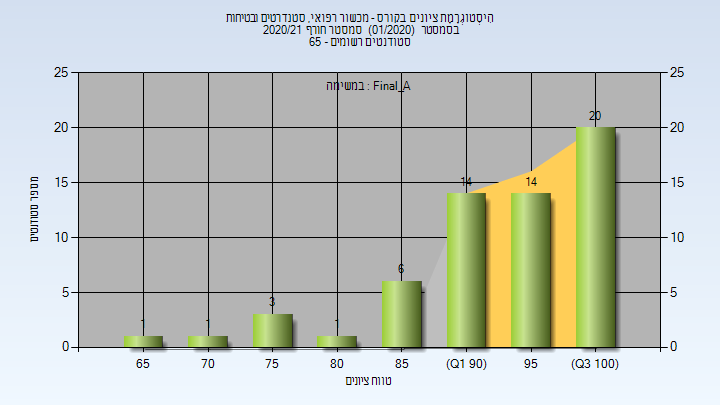 היסטוגרמת ציונים בקורס - מכשור רפואי, סטנדרטים ובטיחות
בסמסטר (01/2020) סמסטר חורף 2020/21
סטודנטים רשומים - 65
במשימה : Final_A
25 25
20 20
15 15
10 10
5 5
0 0
מספר סטודנטים
1 1 3 1 6 14 14 20
65 70 75 80 85 (Q1 90) 95 (Q3 100)
טווח ציונים